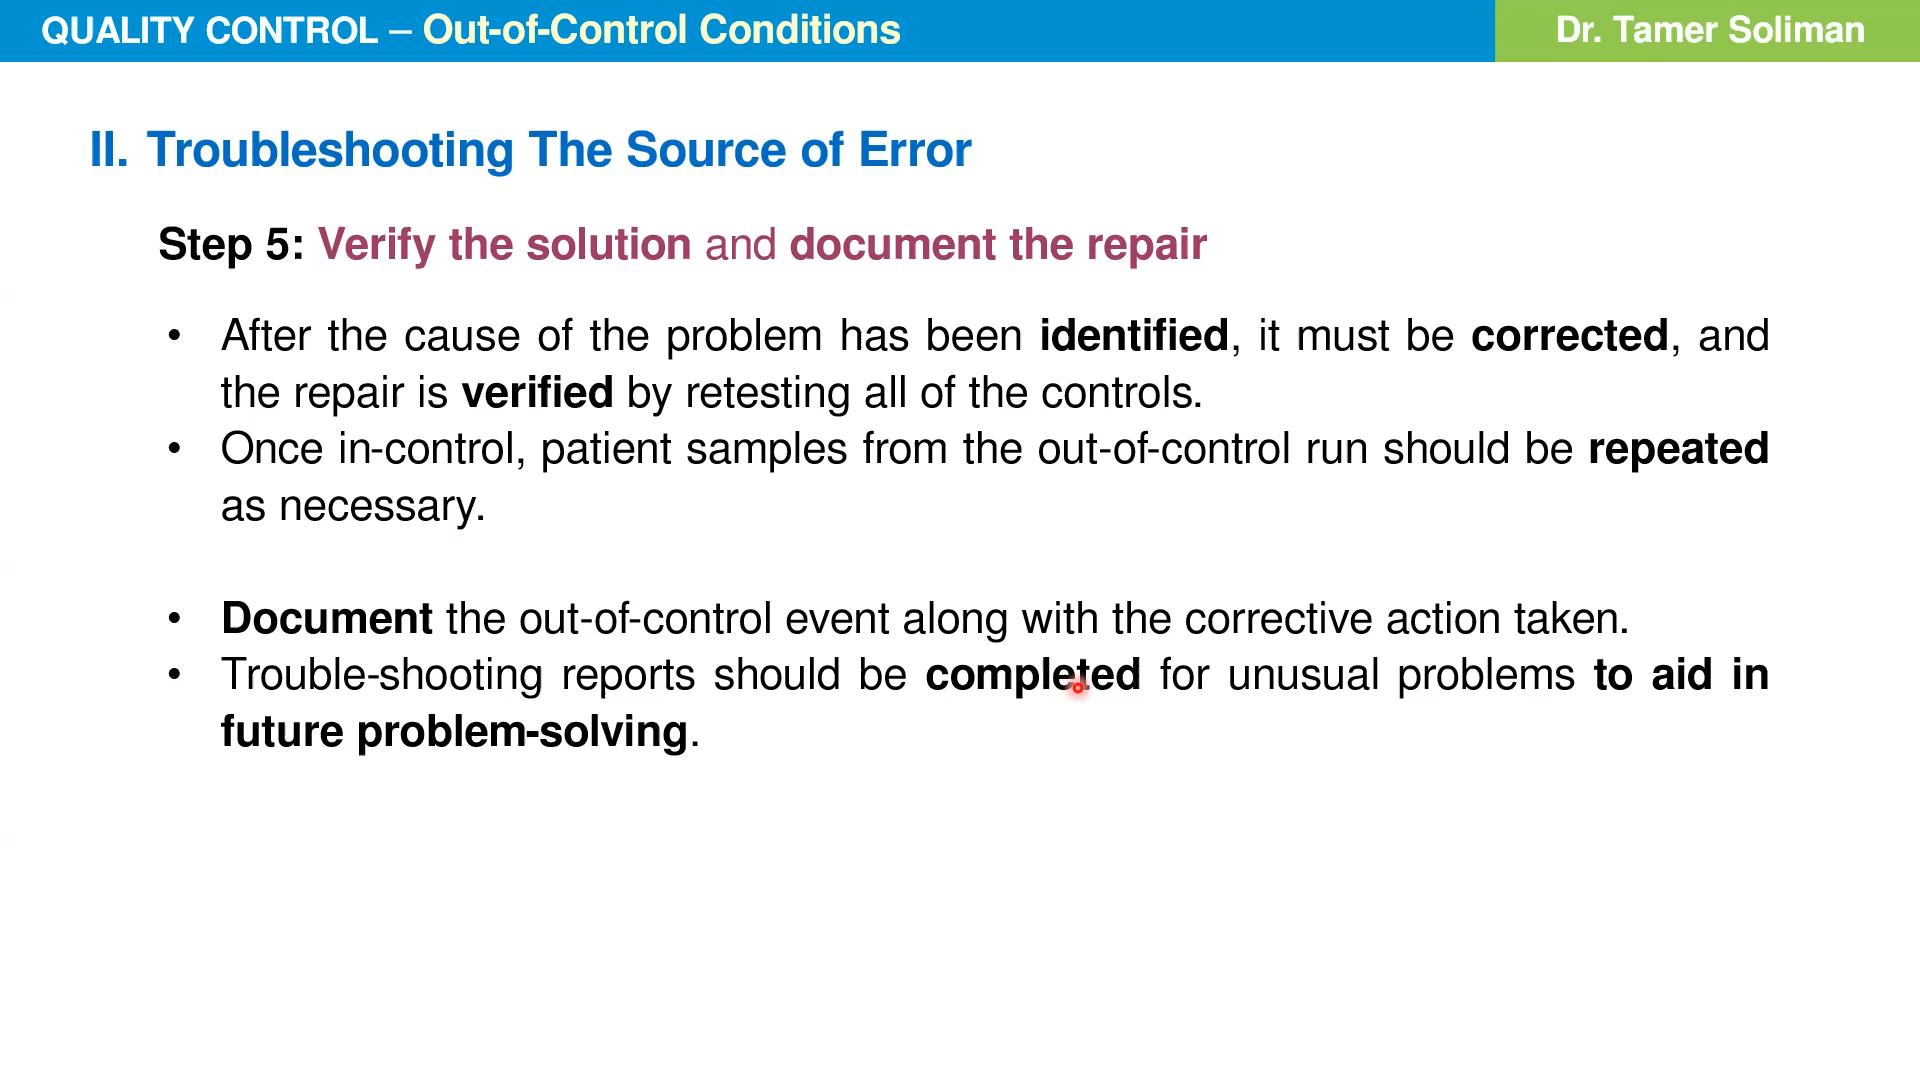 QUALITY CONTROL – Out-of-Control Conditions
Dr. Tamer Soliman
II. Troubleshooting The Source of Error
Step 5: Verify the solution and document the repair
• After the cause of the problem has been identified, it must be corrected, and
the repair is verified by retesting all of the controls.
• Once in-control, patient samples from the out-of-control run should be repeated
as necessary.
• Document the out-of-control event along with the corrective action taken.
• Trouble-shooting reports should be completed for unusual problems to aid in
future problem-solving.